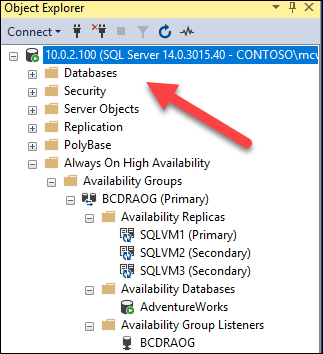 Object Explorer
Connect
10.0.2.100 (SQL Server 14.0.3015.40 - CONTOSO\mcw
Databases
Security
Server Objects
Replication
PolyBase
Always On High Availability
Availability Groups
BCDRAOG (Primary)
Availability Replicas
SQLVM1 (Primary)
SQLVM2 (Secondary)
SQLVM3 (Secondary)
Availability Databases
AdventureWorks
Availability Group Listeners
BCDRAOG